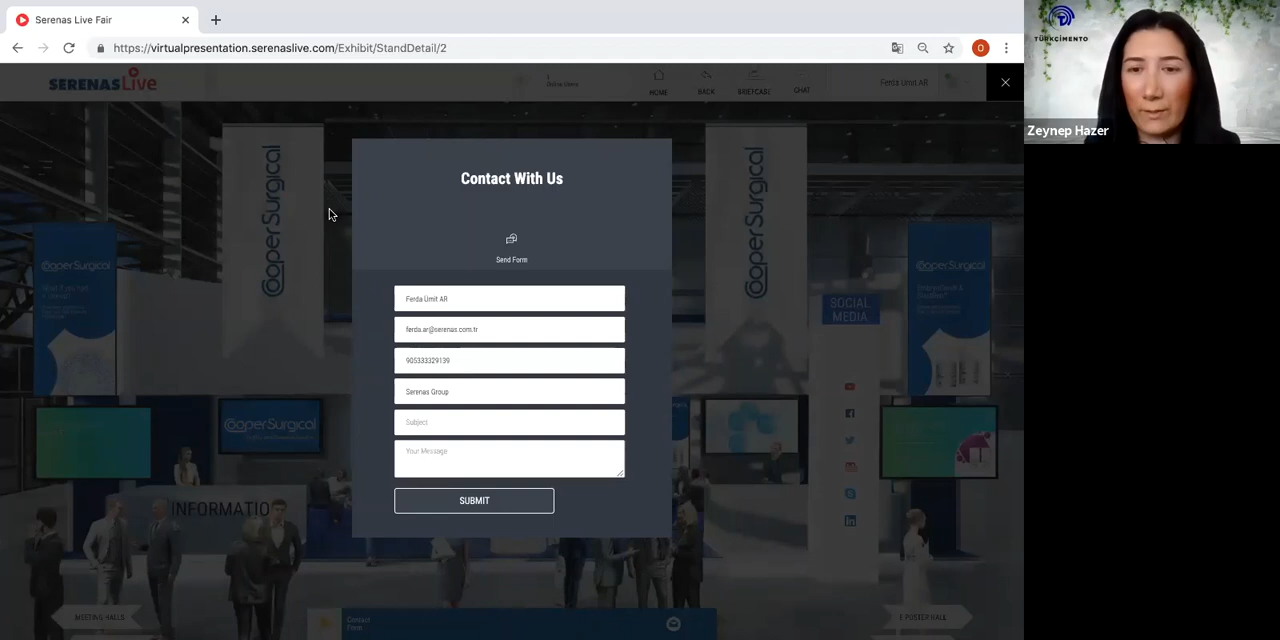 Serenas Live Fair
https://virtualpresentation.serenaslive.com/Exhibit/StandDetail/2
O
SERENAS Live
HOME
BACK
BRIEFCASE
CHAT
Ferda Umit AR
TÜRKÇİMENTO
Zeynep Hazer
CooperSurgical
CooperSurgical
Contact With Us
Send Form
CooperSurgical
CooperSurgical
Ferda Umit AR
SOCIAL
MEDIA
ferda.ar@serenas.com.tr
905333329139
Serenas Group
CooperSurgical
Subject
Your Message
SUBMIT
INFORMATIO
MEETING HALLS
Contact
Form
E POSTER HALL